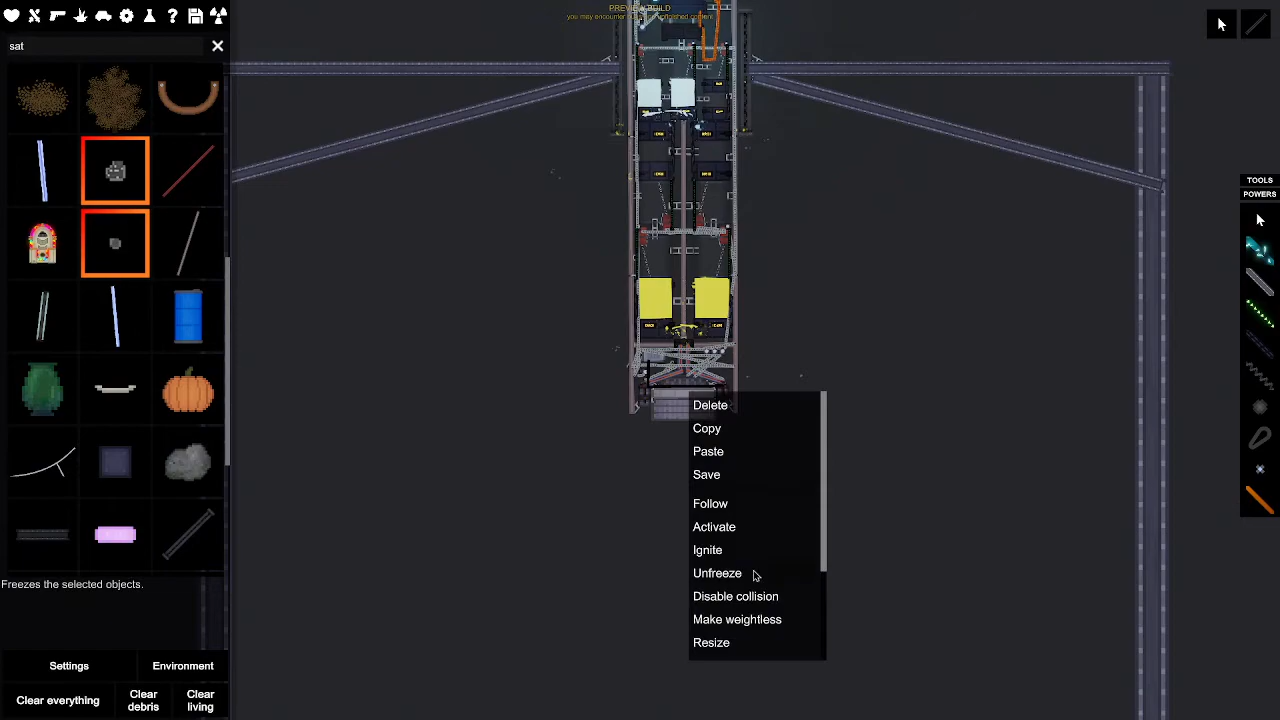 PREVIEW BUILD
sat
TOOLS
POWERS
Delete
Copy
Paste
Save
Follow
Activate
Ignite
Unfreeze
Disable collision
Make weightless
Resize
Freezes the selected objects.
Settings
Environment
Clear everything
Clear debris
Clear living